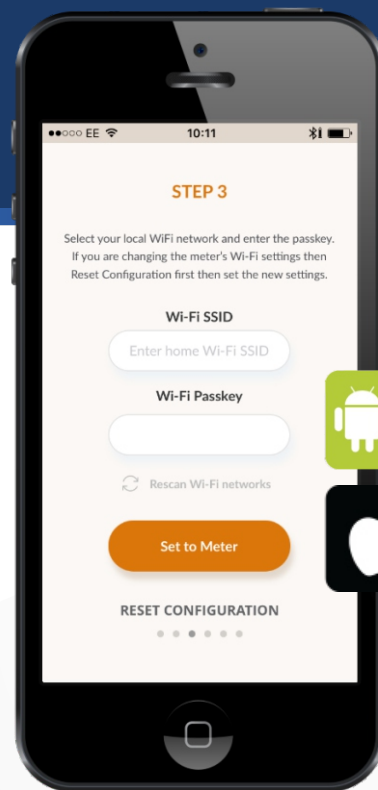 EE
10:11
STEP 3
Select your local WiFi network and enter the passkey.
If you are changing the meter's Wi-Fi settings then
Reset Configuration first then set the new settings.
Wi-Fi SSID
Enter home Wi-Fi SSID
Wi-Fi Passkey
Rescan Wi-Fi networks
Set to Meter
RESET CONFIGURATION